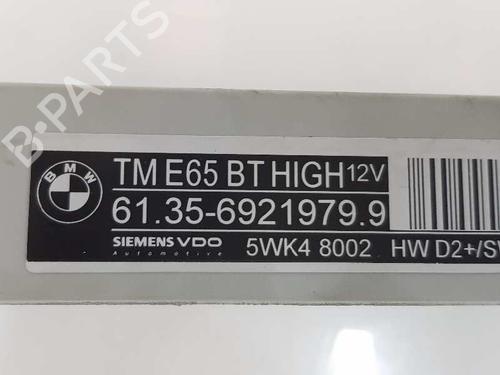 B-PARTS
BMW
TM E65 BT HIGH 12V
61.35-6921979.9
SIEMENS VDO
Automotive
5WK4 8002 HW D2+/SW